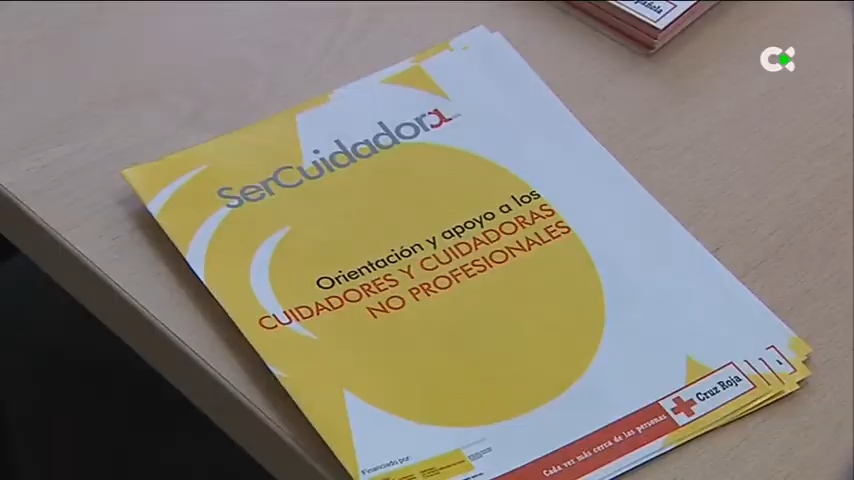 pañola
SerCuidador
Orientación y apoyo a los
CUIDADORES Y CUIDADORAS
NO PROFESIONALES
Cruz Roja
Cada vez más cerca de las personas
Financiado por: